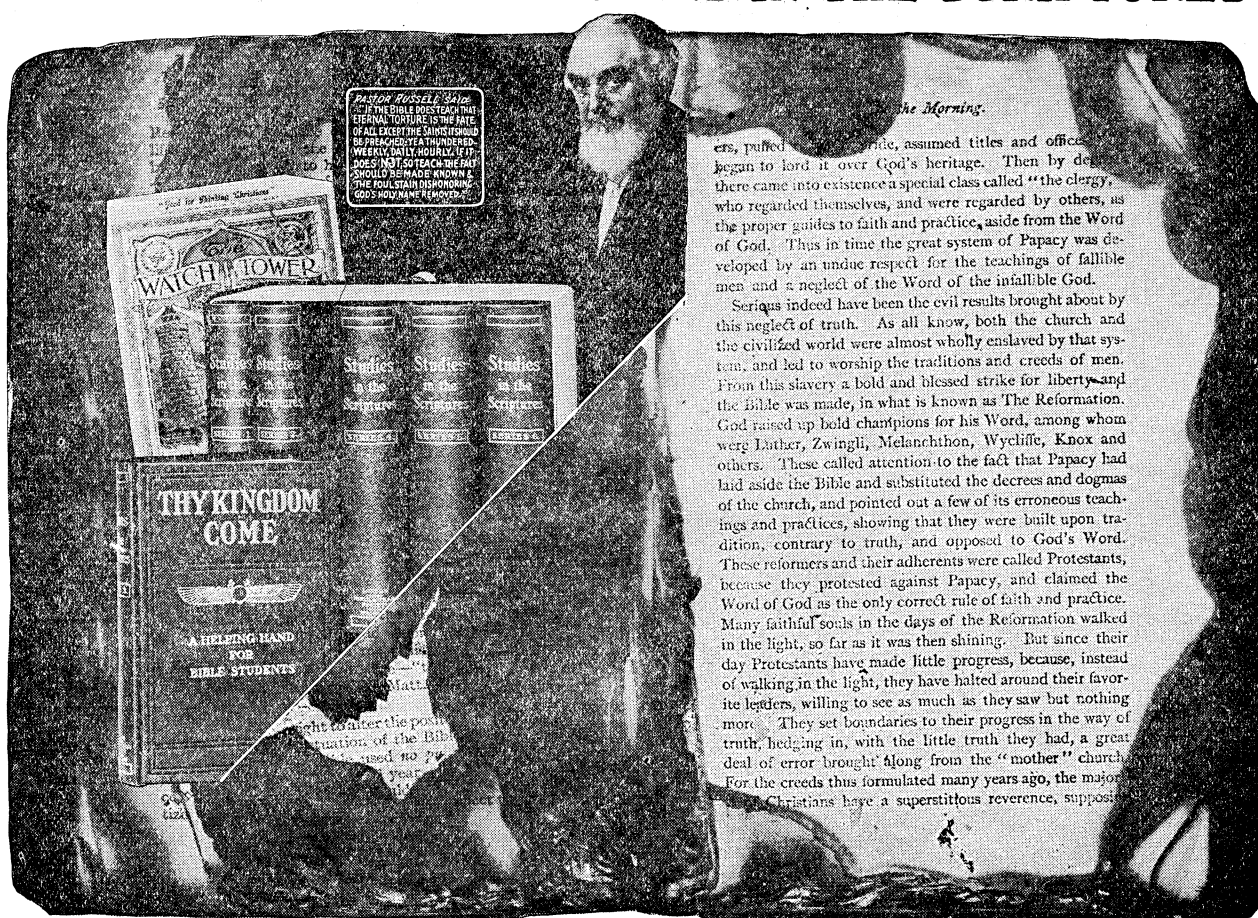 PASTOR RUSSELL SAID:
"IF THE BIBLE DOES TEACH THAT
ETERNAL TORTURE IS THE FATE
OF ALL EXCEPT THE SAINTS IT SHOULD
BE PREACHED-YEA THUNDERED
WEEKLY, DAILY, HOURLY. IF IT
DOES NOT SO TEACH THE FACT
SHOULD BE MADE KNOWN &
THE FOUL STAIN DISHONORING
GOD'S HOLY NAME REMOVED."
The
WATCH TOWER
Studies Studies
Studies
in the
Scriptures
Studies
in the
Scriptures
Studies
in the
Scriptures
THY KINGDOM
COME
A HELPING HAND
FOR
BIBLE STUDENTS
Matt.
ght to alter the posi
uation of the Bib
used no
year
the Morning.
ers, puffed ide, assumed titles and office
began to lord it over God's heritage. Then by de
there came into existence a special class called "the clergy,"
who regarded themselves, and were regarded by others, as
the proper guides to faith and practice, aside from the Word
of God. Thus in time the great system of Papacy was de-
veloped by an undue respect for the teachings of fallible
men and a neglect of the Word of the infallible God.
Serious indeed have been the evil results brought about by
this neglect of truth. As all know, both the church and
the civilized world were almost wholly enslaved by that sys-
tem, and led to worship the traditions and creeds of men.
From this slavery a bold and blessed strike for liberty and
the Bible was made, in what is known as The Reformation.
God raised up bold champions for his Word, among whom
were Luther, Zwingli, Melanchthon, Wycliffe, Knox and
others. These called attention to the fact that Papacy had
laid aside the Bible and substituted the decrees and dogmas
of the church, and pointed out a few of its erroneous teach-
ings and practices, showing that they were built upon tra-
dition, contrary to truth, and opposed to God's Word.
These reformers and their adherents were called Protestants,
because they protested against Papacy, and claimed the
Word of God as the only correct rule of faith and practice.
Many faithful souls in the days of the Reformation walked
in the light, so far as it was then shining. But since their
day Protestants have made little progress, because, instead
of walking in the light, they have halted around their favor-
ite leaders, willing to see as much as they saw but nothing
more. They set boundaries to their progress in the way of
truth, hedging in, with the little truth they had, a great
deal of error brought along from the "mother" church.
For the creeds thus formulated many years ago, the major
Christians have a superstitious reverence, suppos